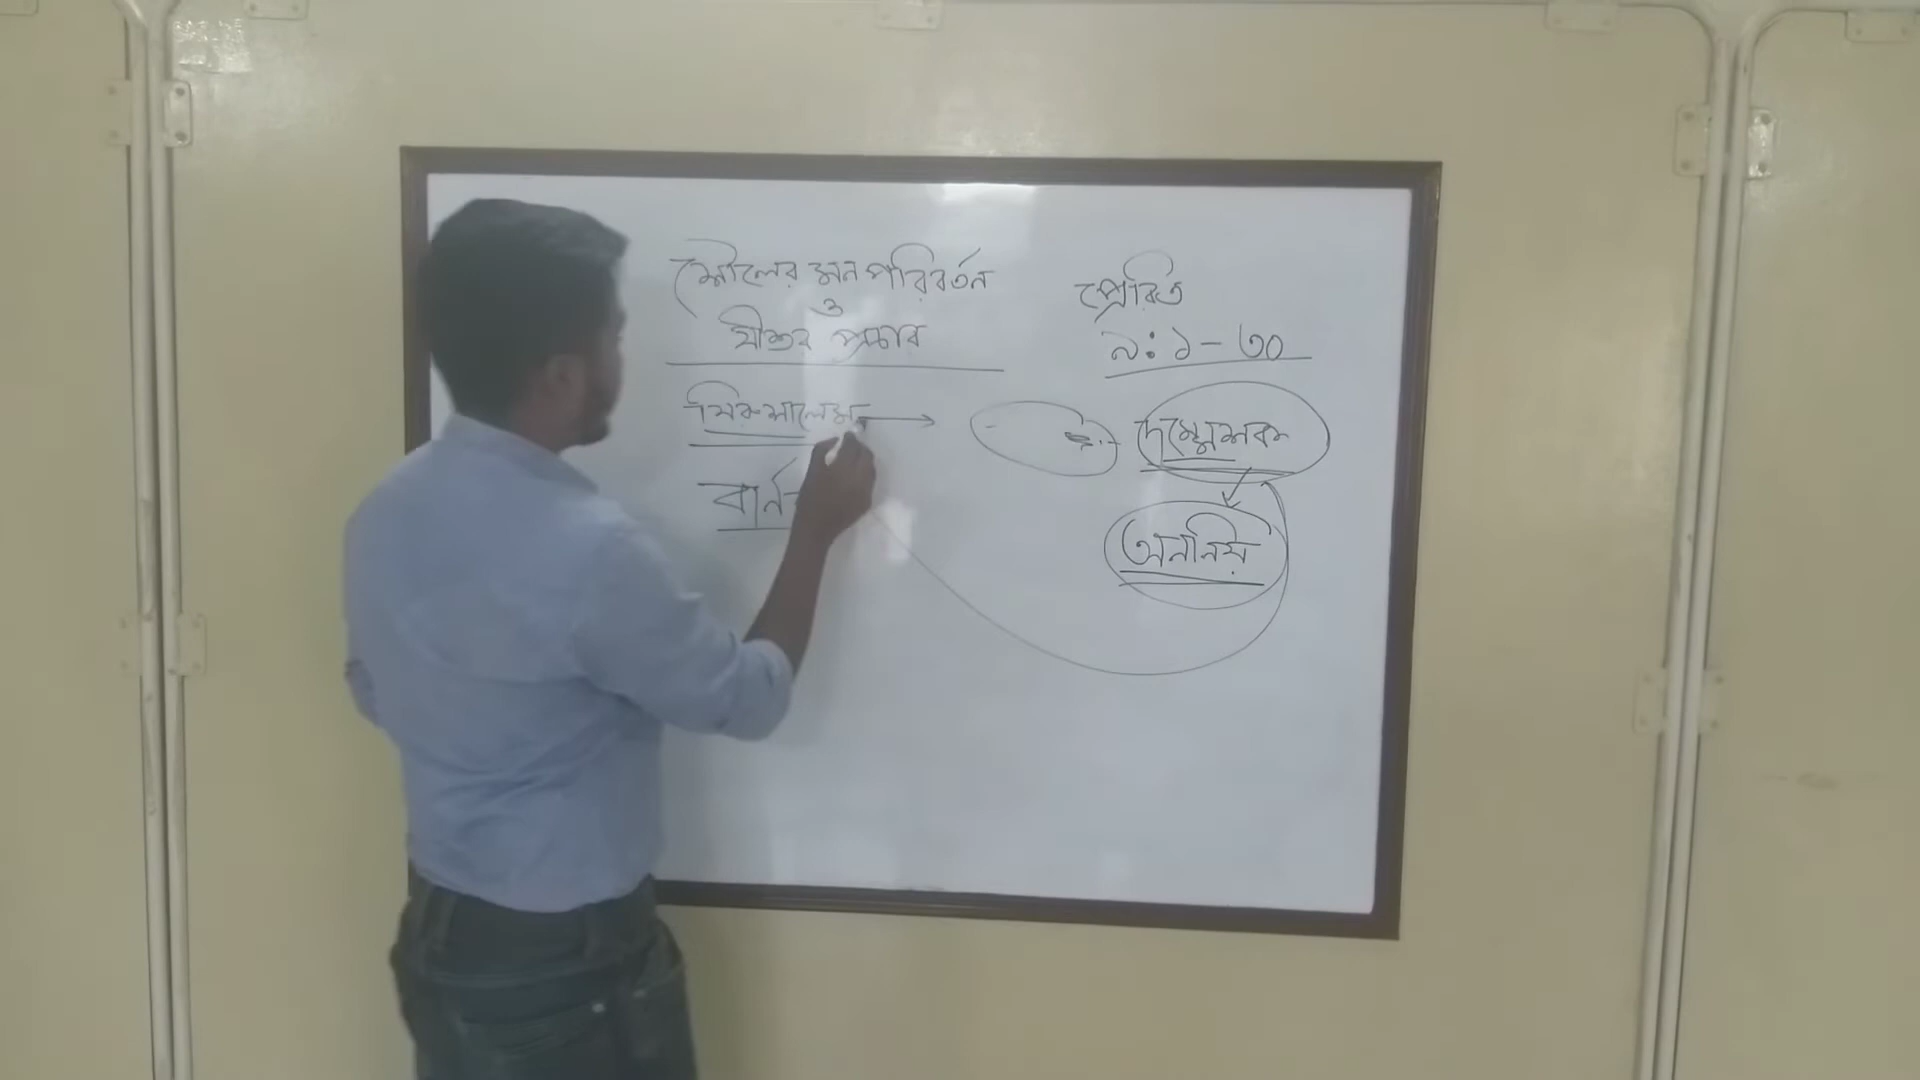 শৌলের মন পরিবর্তন
ও
যীশুর প্রচার
প্রেরিত
৯: ১ - ৩০
যিরূশালেম
দম্মেশক
অননিয়